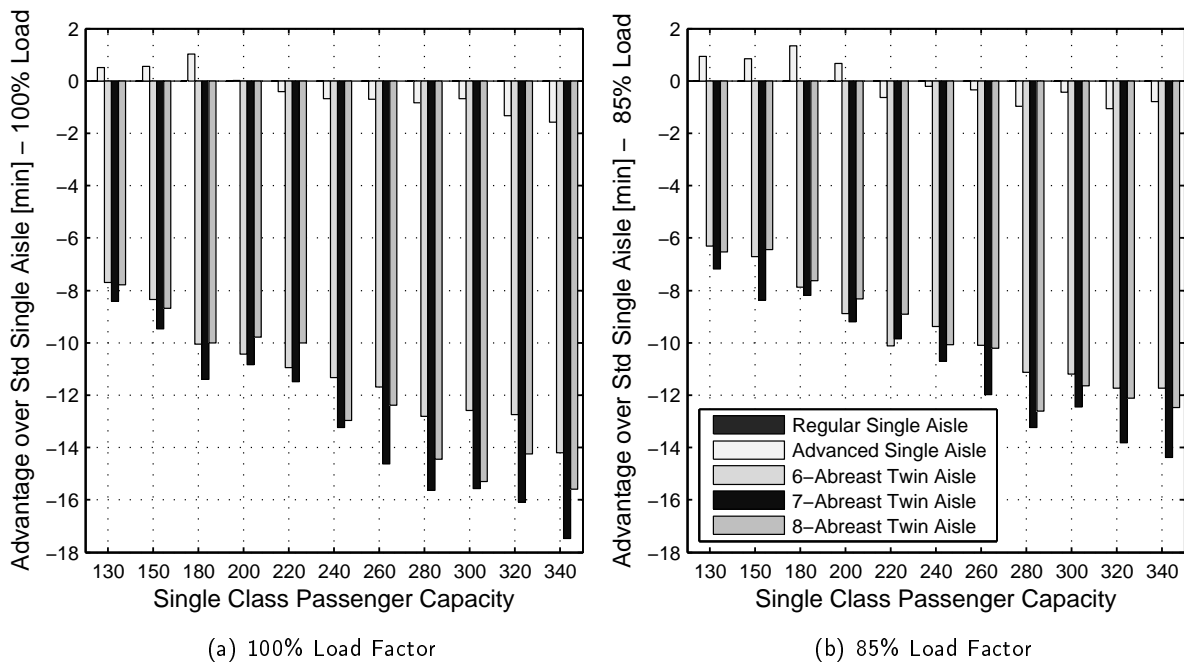 Advantage over Std Single Aisle [min] – 100% Load
2
0
−2
−4
−6
−8
−10
−12
−14
−16
−18
130 150 180 200 220 240 260 280 300 320 340
Single Class Passenger Capacity
(a) 100% Load Factor
Advantage over Std Single Aisle [min] – 85% Load
2
0
−2
−4
−6
−8
−10
−12
−14
−16
−18
Regular Single Aisle
Advanced Single Aisle
6−Abreast Twin Aisle
7−Abreast Twin Aisle
8−Abreast Twin Aisle
130 150 180 200 220 240 260 280 300 320 340
Single Class Passenger Capacity
(b) 85% Load Factor